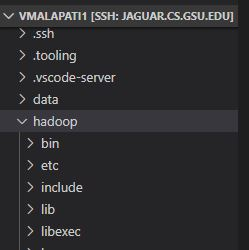 VMALAPATI1 [SSH: JAGUAR.CS.GSU.EDU]
.ssh
.tooling
.vscode-server
data
hadoop
bin
etc
include
lib
libexec